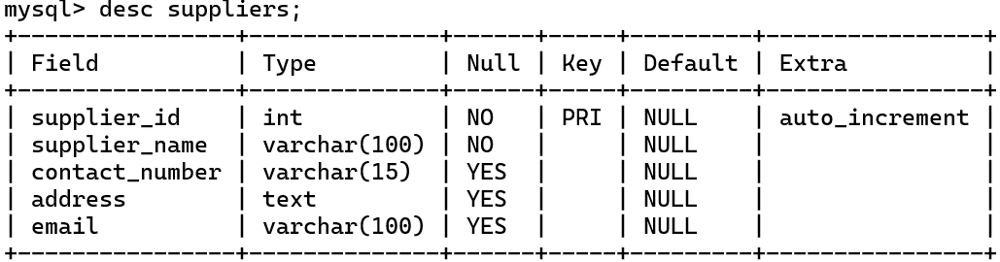 mysql> desc suppliers;
+----------------+--------------+------+-----+---------+----------------+
| Field          | Type         | Null | Key | Default | Extra          |
+----------------+--------------+------+-----+---------+----------------+
| supplier_id    | int          | NO   | PRI | NULL    | auto_increment |
| supplier_name  | varchar(100) | NO   |     | NULL    |                |
| contact_number | varchar(15)  | YES  |     | NULL    |                |
| address        | text         | YES  |     | NULL    |                |
| email          | varchar(100) | YES  |     | NULL    |                |
+----------------+--------------+------+-----+---------+----------------+